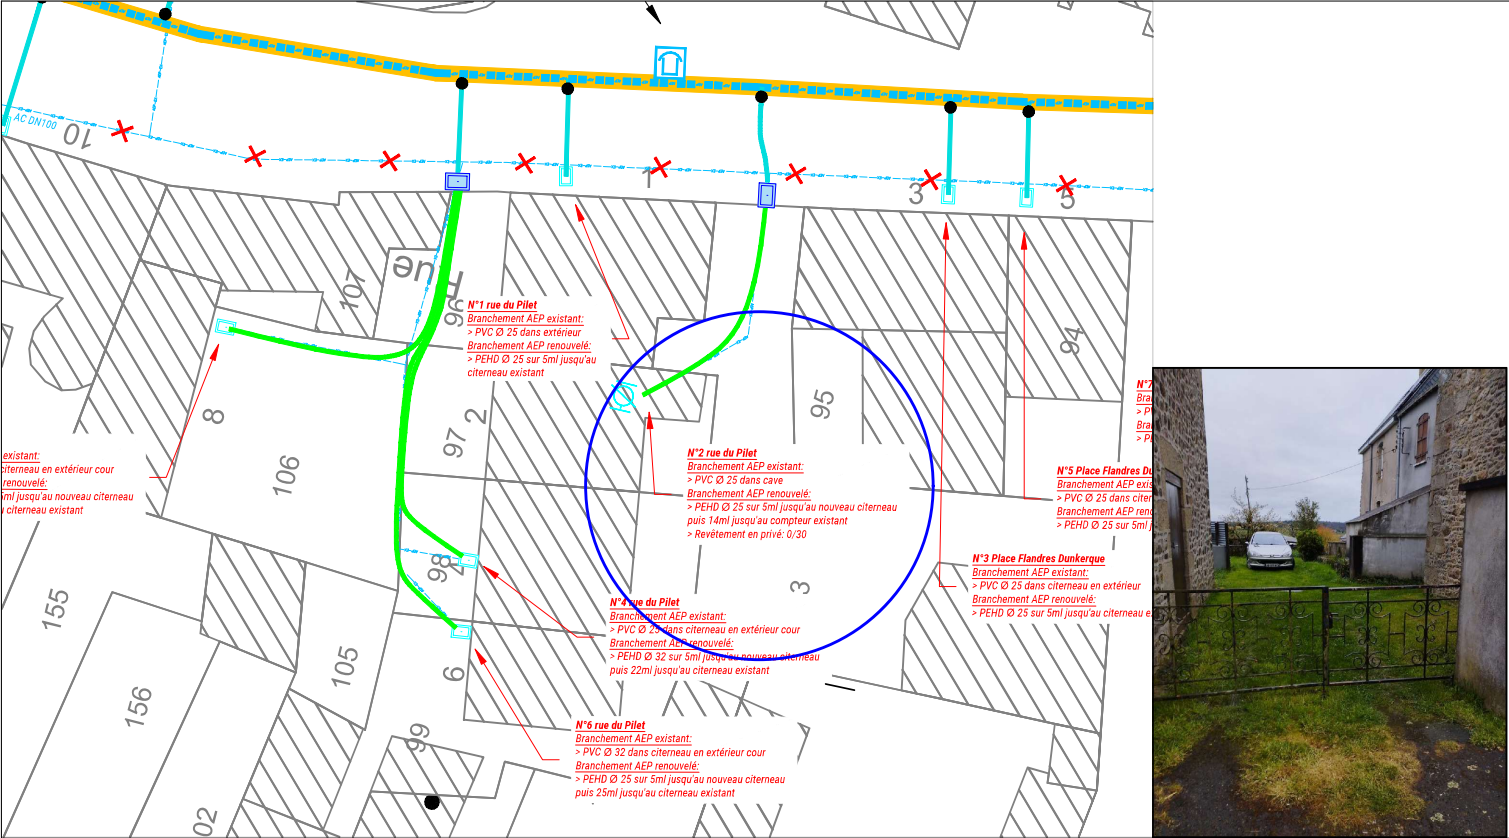 AC DN100
10
1
3
5
Rue
107
96
N°1 rue du Pilet
Branchement AEP existant:
> PVC Ø 25 dans extérieur
Branchement AEP renouvelé:
> PEHD Ø 25 sur 5ml jusqu'au
citerneau existant
94
8
2
97
95
106
existant:
citerneau en extérieur cour
renouvelé:
5ml jusqu'au nouveau citerneau
citerneau existant
N°2 rue du Pilet
Branchement AEP existant:
> PVC Ø 25 dans cave
Branchement AEP renouvelé:
> PEHD Ø 25 sur 5ml jusqu'au nouveau citerneau
puis 14ml jusqu'au compteur existant
> Revêtement en privé: 0/30
N°7
N°5 Place Flandres Du
Branchement AEP exis
> PVC Ø 25 dans citer
Branchement AEP reno
> PEHD Ø 25 sur 5ml j
N°3 Place Flandres Dunkerque
Branchement AEP existant:
> PVC Ø 25 dans citerneau en extérieur
Branchement AEP renouvelé:
> PEHD Ø 25 sur 5ml jusqu'au citerneau e
98
3
N°4 rue du Pilet
Branchement AEP existant:
> PVC Ø 25 dans citerneau en extérieur cour
Branchement AEP renouvelé:
> PEHD Ø 32 sur 5ml jusqu'au nouveau citerneau
puis 22ml jusqu'au citerneau existant
155
105
6
156
99
N°6 rue du Pilet
Branchement AEP existant:
> PVC Ø 32 dans citerneau en extérieur cour
Branchement AEP renouvelé:
> PEHD Ø 25 sur 5ml jusqu'au nouveau citerneau
puis 25ml jusqu'au citerneau existant
02